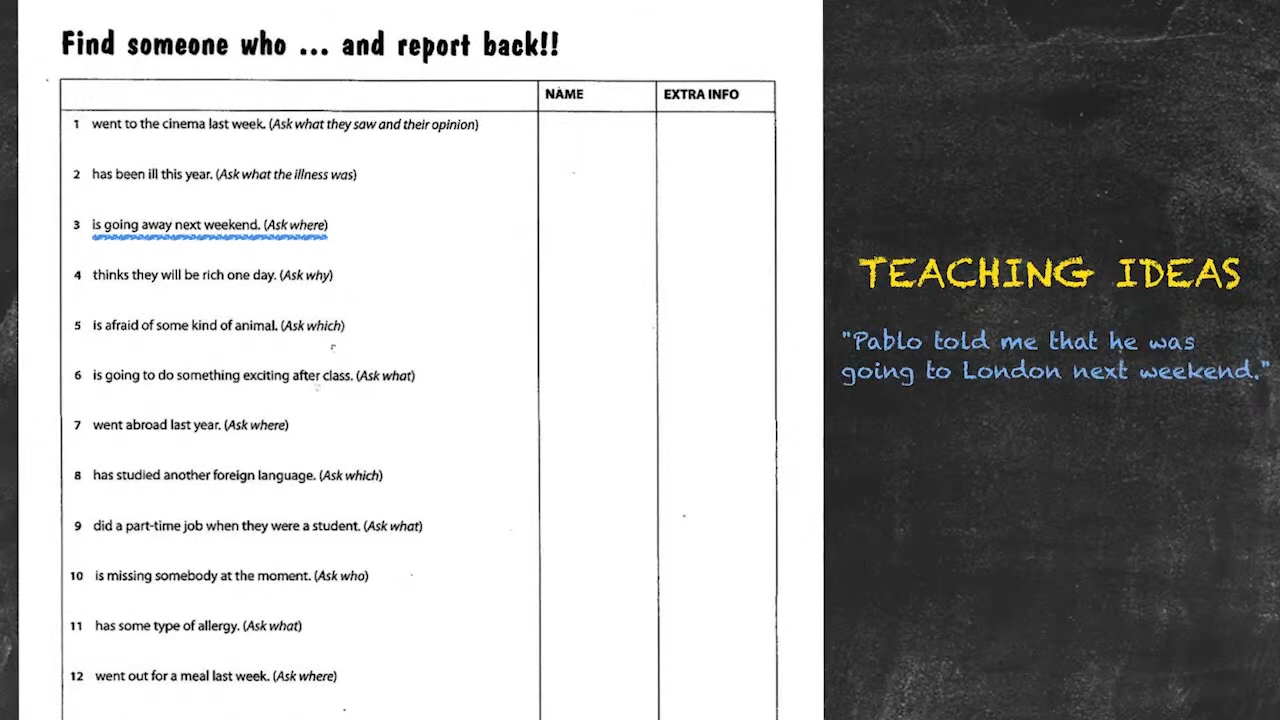 Find someone who ... and report back!!
NAME
EXTRA INFO
1 went to the cinema last week. (Ask what they saw and their opinion)
2 has been ill this year. (Ask what the illness was)
3 is going away next weekend. (Ask where)
4 thinks they will be rich one day. (Ask why)
5 is afraid of some kind of animal. (Ask which)
6 is going to do something exciting after class. (Ask what)
7 went abroad last year. (Ask where)
8 has studied another foreign language. (Ask which)
9 did a part-time job when they were a student. (Ask what)
10 is missing somebody at the moment. (Ask who)
11 has some type of allergy. (Ask what)
12 went out for a meal last week. (Ask where)
TEACHING IDEAS
"Pablo told me that he was
going to London next weekend."